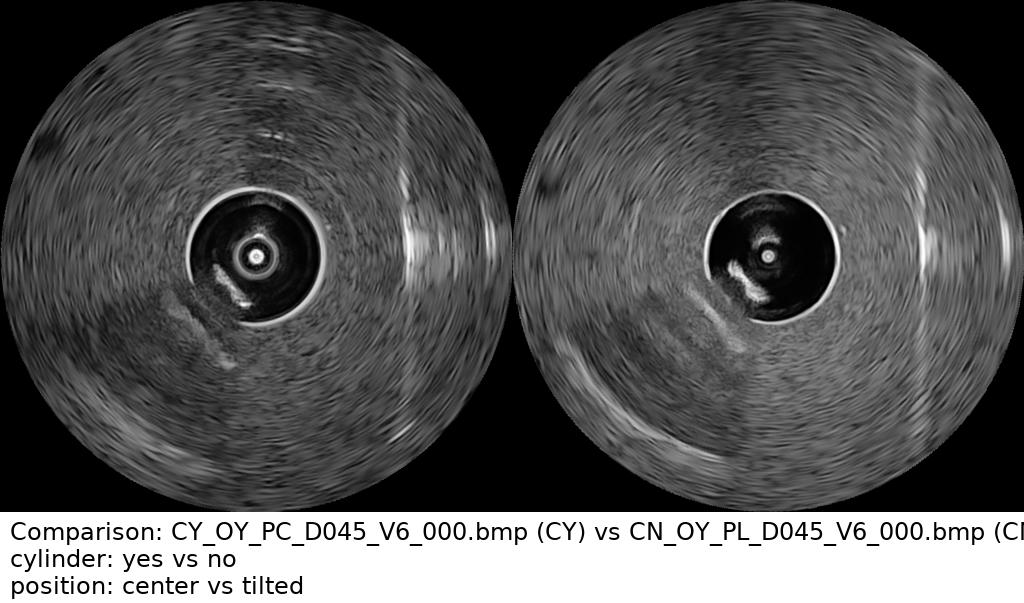 Comparison: CY_OY_PC_D045_V6_000.bmp (CY) vs CN_OY_PL_D045_V6_000.bmp
cylinder: yes vs no
position: center vs tilted